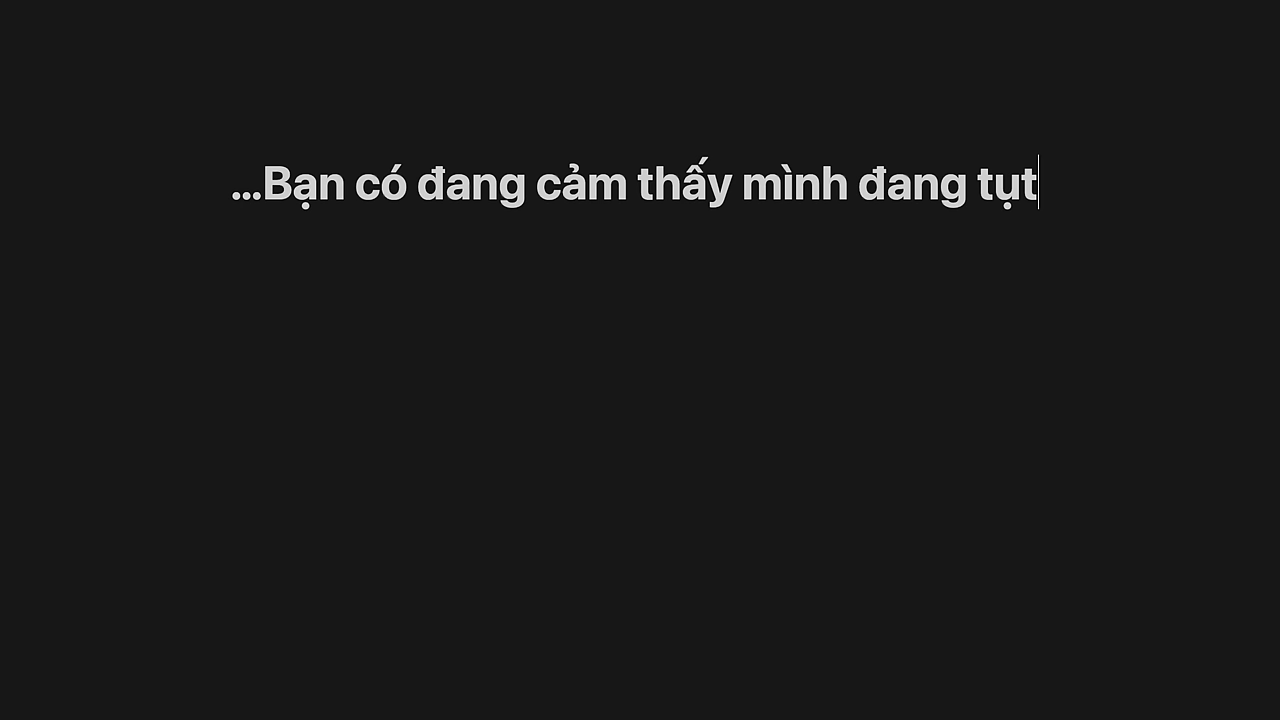 ...Bạn có đang cảm thấy mình đang tụt